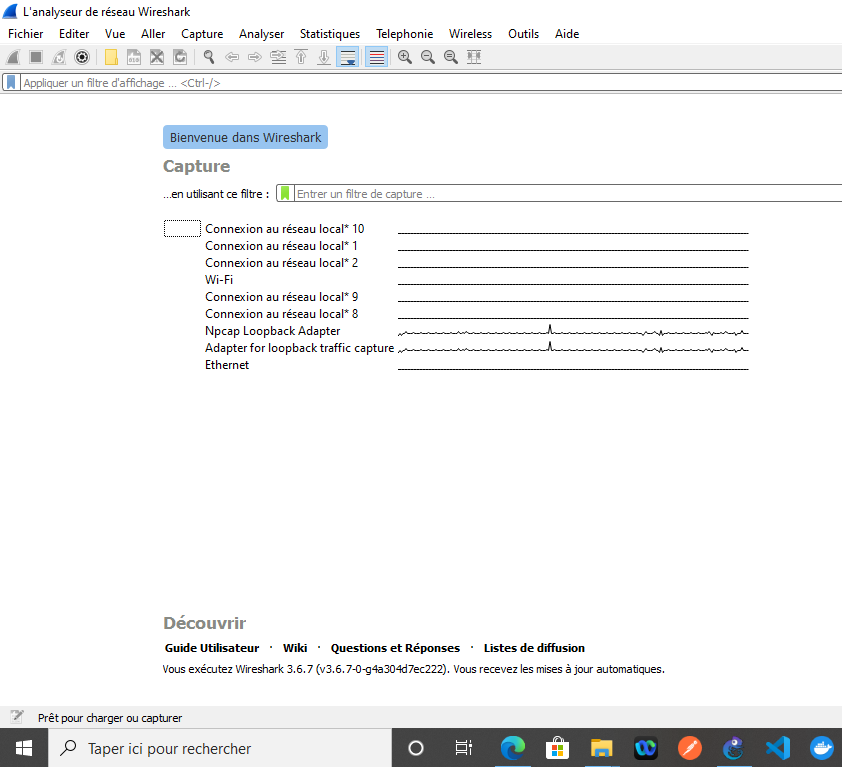 L'analyseur de réseau Wireshark
Fichier Editer Vue Aller Capture Analyser Statistiques Telephonie Wireless Outils Aide
Appliquer un filtre d'affichage ... <Ctrl-/>
Bienvenue dans Wireshark
Capture
...en utilisant ce filtre : Entrer un filtre de capture ...
Connexion au réseau local* 10
Connexion au réseau local* 1
Connexion au réseau local* 2
Wi-Fi
Connexion au réseau local* 9
Connexion au réseau local* 8
Npcap Loopback Adapter
Adapter for loopback traffic capture
Ethernet
Découvrir
Guide Utilisateur · Wiki · Questions et Réponses · Listes de diffusion
Vous exécutez Wireshark 3.6.7 (v3.6.7-0-g4a304d7ec222). Vous recevez les mises à jour automatiques.
Prêt pour charger ou capturer
Taper ici pour rechercher